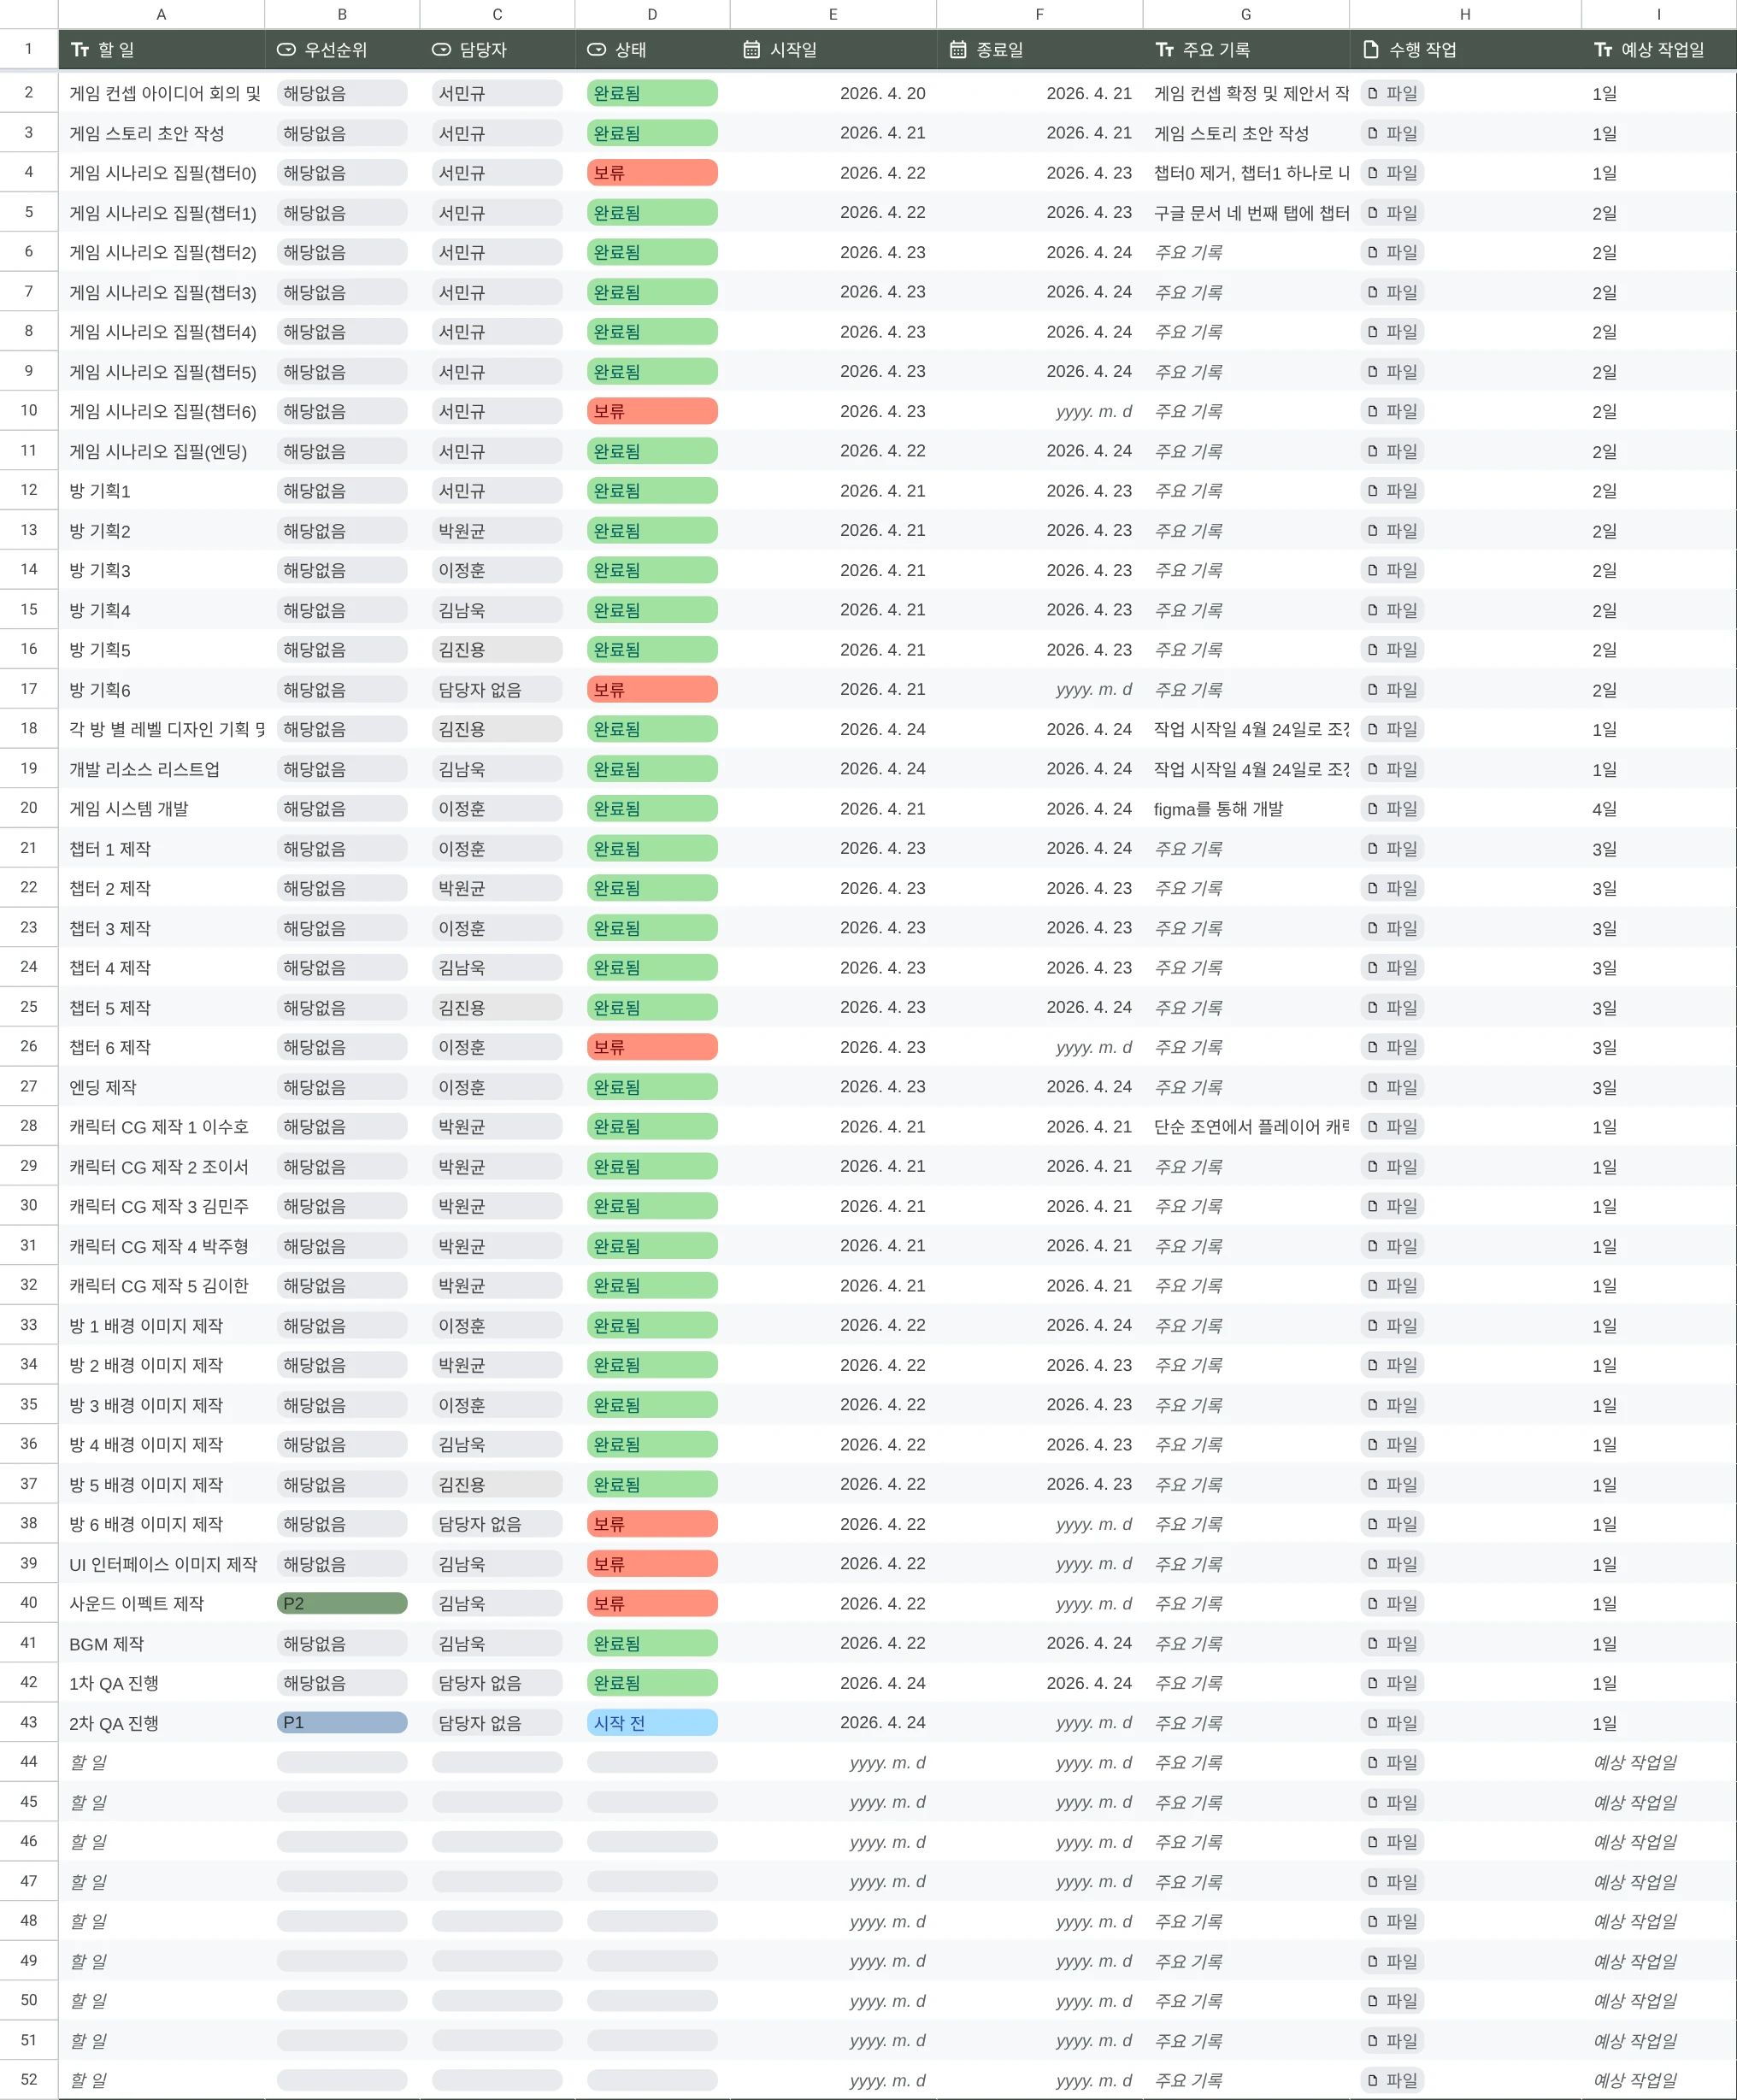 A B C D E F G H I
1 할 일 우선순위 담당자 상태 시작일 종료일 주요 기록 수행 작업 예상 작업일
2 게임 컨셉 아이디어 회의 및 해당없음 서민규 완료됨 2026. 4. 20 2026. 4. 21 게임 컨셉 확정 및 제안서 작 파일 1일
3 게임 스토리 초안 작성 해당없음 서민규 완료됨 2026. 4. 21 2026. 4. 21 게임 스토리 초안 작성 파일 1일
4 게임 시나리오 집필(챕터0) 해당없음 서민규 보류 2026. 4. 22 2026. 4. 23 챕터0 제거, 챕터1 하나로 나 파일 1일
5 게임 시나리오 집필(챕터1) 해당없음 서민규 완료됨 2026. 4. 22 2026. 4. 23 구글 문서 네 번째 탭에 챕터 파일 2일
6 게임 시나리오 집필(챕터2) 해당없음 서민규 완료됨 2026. 4. 23 2026. 4. 24 주요 기록 파일 2일
7 게임 시나리오 집필(챕터3) 해당없음 서민규 완료됨 2026. 4. 23 2026. 4. 24 주요 기록 파일 2일
8 게임 시나리오 집필(챕터4) 해당없음 서민규 완료됨 2026. 4. 23 2026. 4. 24 주요 기록 파일 2일
9 게임 시나리오 집필(챕터5) 해당없음 서민규 완료됨 2026. 4. 23 2026. 4. 24 주요 기록 파일 2일
10 게임 시나리오 집필(챕터6) 해당없음 서민규 보류 2026. 4. 23 yyyy. m. d 주요 기록 파일 2일
11 게임 시나리오 집필(엔딩) 해당없음 서민규 완료됨 2026. 4. 22 2026. 4. 24 주요 기록 파일 2일
12 방 기획1 해당없음 서민규 완료됨 2026. 4. 21 2026. 4. 23 주요 기록 파일 2일
13 방 기획2 해당없음 박원균 완료됨 2026. 4. 21 2026. 4. 23 주요 기록 파일 2일
14 방 기획3 해당없음 이정훈 완료됨 2026. 4. 21 2026. 4. 23 주요 기록 파일 2일
15 방 기획4 해당없음 김남욱 완료됨 2026. 4. 21 2026. 4. 23 주요 기록 파일 2일
16 방 기획5 해당없음 김진용 완료됨 2026. 4. 21 2026. 4. 23 주요 기록 파일 2일
17 방 기획6 해당없음 담당자 없음 보류 2026. 4. 21 yyyy. m. d 주요 기록 파일 2일
18 각 방 별 레벨 디자인 기획 해당없음 김진용 완료됨 2026. 4. 24 2026. 4. 24 작업 시작일 4월 24일로 파일 1일
19 개발 리소스 리스트업 해당없음 김남욱 완료됨 2026. 4. 24 2026. 4. 24 작업 시작일 4월 24일로 파일 1일
20 게임 시스템 개발 해당없음 이정훈 완료됨 2026. 4. 21 2026. 4. 24 figma를 통해 개발 파일 4일
21 챕터 1 제작 해당없음 이정훈 완료됨 2026. 4. 23 2026. 4. 24 주요 기록 파일 3일
22 챕터 2 제작 해당없음 박원균 완료됨 2026. 4. 23 2026. 4. 23 주요 기록 파일 3일
23 챕터 3 제작 해당없음 이정훈 완료됨 2026. 4. 23 2026. 4. 23 주요 기록 파일 3일
24 챕터 4 제작 해당없음 김남욱 완료됨 2026. 4. 23 2026. 4. 23 주요 기록 파일 3일
25 챕터 5 제작 해당없음 김진용 완료됨 2026. 4. 23 2026. 4. 24 주요 기록 파일 3일
26 챕터 6 제작 해당없음 이정훈 보류 2026. 4. 23 yyyy. m. d 주요 기록 파일 3일
27 엔딩 제작 해당없음 이정훈 완료됨 2026. 4. 23 2026. 4. 24 주요 기록 파일 3일
28 캐릭터 CG 제작 1 이수호 해당없음 박원균 완료됨 2026. 4. 21 2026. 4. 21 단순 조연에서 플레이어 파일 1일
29 캐릭터 CG 제작 2 조이서 해당없음 박원균 완료됨 2026. 4. 21 2026. 4. 21 주요 기록 파일 1일
30 캐릭터 CG 제작 3 김민주 해당없음 박원균 완료됨 2026. 4. 21 2026. 4. 21 주요 기록 파일 1일
31 캐릭터 CG 제작 4 박주형 해당없음 박원균 완료됨 2026. 4. 21 2026. 4. 21 주요 기록 파일 1일
32 캐릭터 CG 제작 5 김이한 해당없음 박원균 완료됨 2026. 4. 21 2026. 4. 21 주요 기록 파일 1일
33 방 1 배경 이미지 제작 해당없음 이정훈 완료됨 2026. 4. 22 2026. 4. 24 주요 기록 파일 1일
34 방 2 배경 이미지 제작 해당없음 박원균 완료됨 2026. 4. 22 2026. 4. 23 주요 기록 파일 1일
35 방 3 배경 이미지 제작 해당없음 이정훈 완료됨 2026. 4. 22 2026. 4. 23 주요 기록 파일 1일
36 방 4 배경 이미지 제작 해당없음 김남욱 완료됨 2026. 4. 22 2026. 4. 23 주요 기록 파일 1일
37 방 5 배경 이미지 제작 해당없음 김진용 완료됨 2026. 4. 22 2026. 4. 23 주요 기록 파일 1일
38 방 6 배경 이미지 제작 해당없음 담당자 없음 보류 2026. 4. 22 yyyy. m. d 주요 기록 파일 1일
39 UI 인터페이스 이미지 제작 해당없음 김남욱 보류 2026. 4. 22 yyyy. m. d 주요 기록 파일 1일
40 사운드 이펙트 제작 P2 김남욱 보류 2026. 4. 22 yyyy. m. d 주요 기록 파일 1일
41 BGM 제작 해당없음 김남욱 완료됨 2026. 4. 22 2026. 4. 24 주요 기록 파일 1일
42 1차 QA 진행 해당없음 담당자 없음 완료됨 2026. 4. 24 2026. 4. 24 주요 기록 파일 1일
43 2차 QA 진행 P1 담당자 없음 시작 전 2026. 4. 24 yyyy. m. d 주요 기록 파일 1일
44 할 일 yyyy. m. d yyyy. m. d 주요 기록 파일 예상 작업일
45 할 일 yyyy. m. d yyyy. m. d 주요 기록 파일 예상 작업일
46 할 일 yyyy. m. d yyyy. m. d 주요 기록 파일 예상 작업일
47 할 일 yyyy. m. d yyyy. m. d 주요 기록 파일 예상 작업일
48 할 일 yyyy. m. d yyyy. m. d 주요 기록 파일 예상 작업일
49 할 일 yyyy. m. d yyyy. m. d 주요 기록 파일 예상 작업일
50 할 일 yyyy. m. d yyyy. m. d 주요 기록 파일 예상 작업일
51 할 일 yyyy. m. d yyyy. m. d 주요 기록 파일 예상 작업일
52 할 일 yyyy. m. d yyyy. m. d 주요 기록 파일 예상 작업일